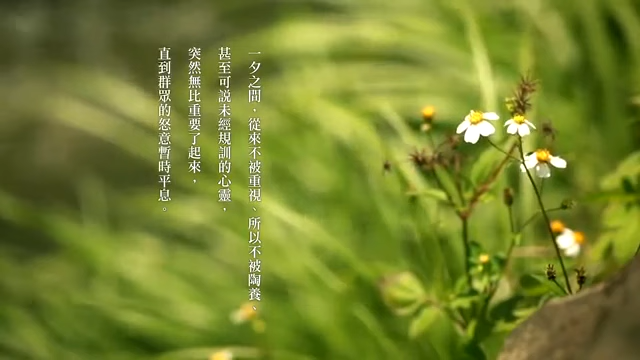 一夕之間，從來不被重視、所以不被陶養、
甚至可說未經規訓的心靈，
突然無比重要了起來，
直到群眾的怒意暫時平息。